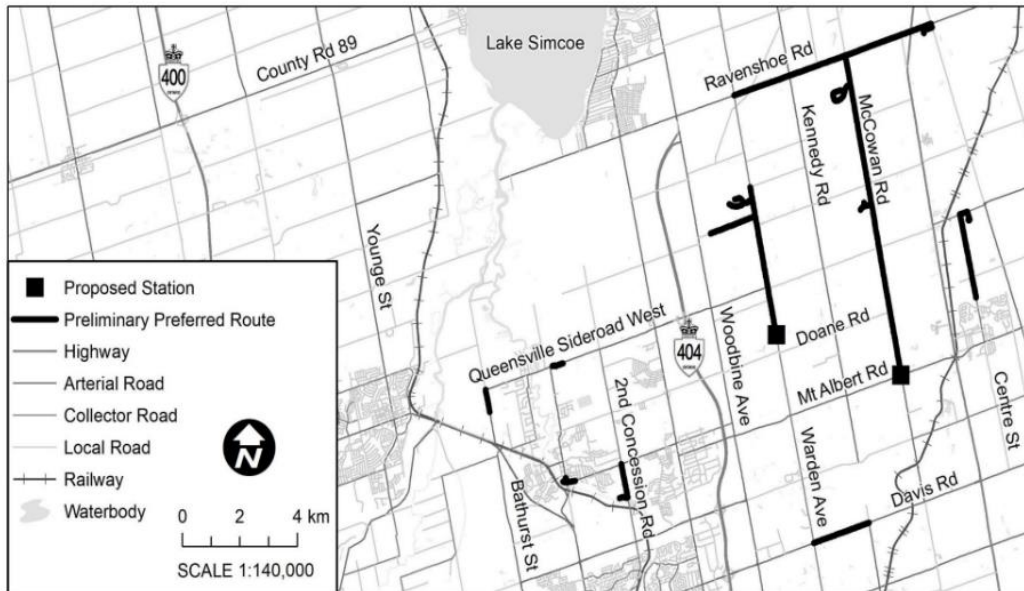 Lake Simcoe
County Rd 89
400
Ravenshoe Rd
Kennedy Rd
McCowan Rd
Younge St
Proposed Station
Preliminary Preferred Route
Highway
Arterial Road
Collector Road
Local Road
Railway
Waterbody
N
0 2 4 km
SCALE 1:140,000
Queensville Sideroad West
404
Woodbine Ave
Doane Rd
Mt Albert Rd
2nd Concession Rd
Bathurst St
Warden Ave
Davis Rd
Centre St